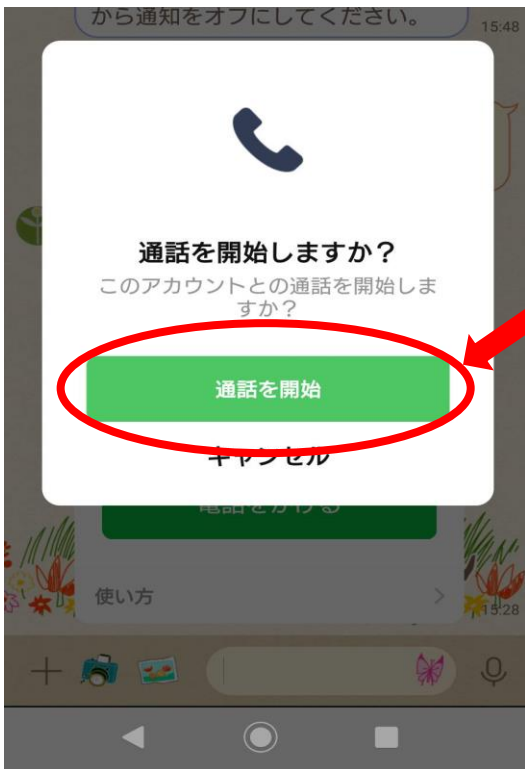 から通知をオフにしてください。
15:48
通話を開始しますか？
このアカウントとの通話を開始しま
すか？
通話を開始
キャンセル
電話をかける
使い方
15:28